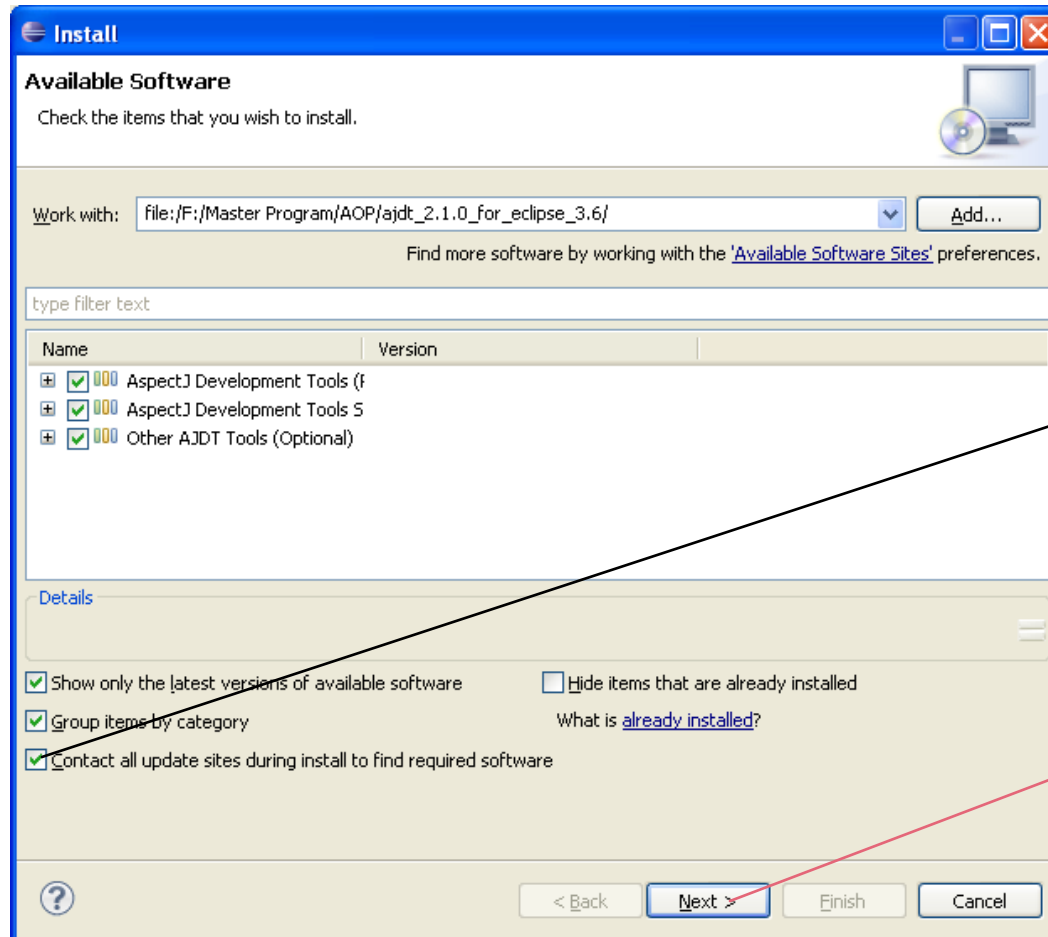 Install
Available Software
Check the items that you wish to install.
Work with: file:/F:/Master Program/AOP/ajdt_2.1.0_for_eclipse_3.6/ Add...
Find more software by working with the 'Available Software Sites' preferences.
type filter text
Name Version
AspectJ Development Tools (
AspectJ Development Tools S
Other AJDT Tools (Optional)
Details
Show only the latest versions of available software Hide items that are already installed
Group items by category What is already installed?
Contact all update sites during install to find required software
? < Back Next > Finish Cancel